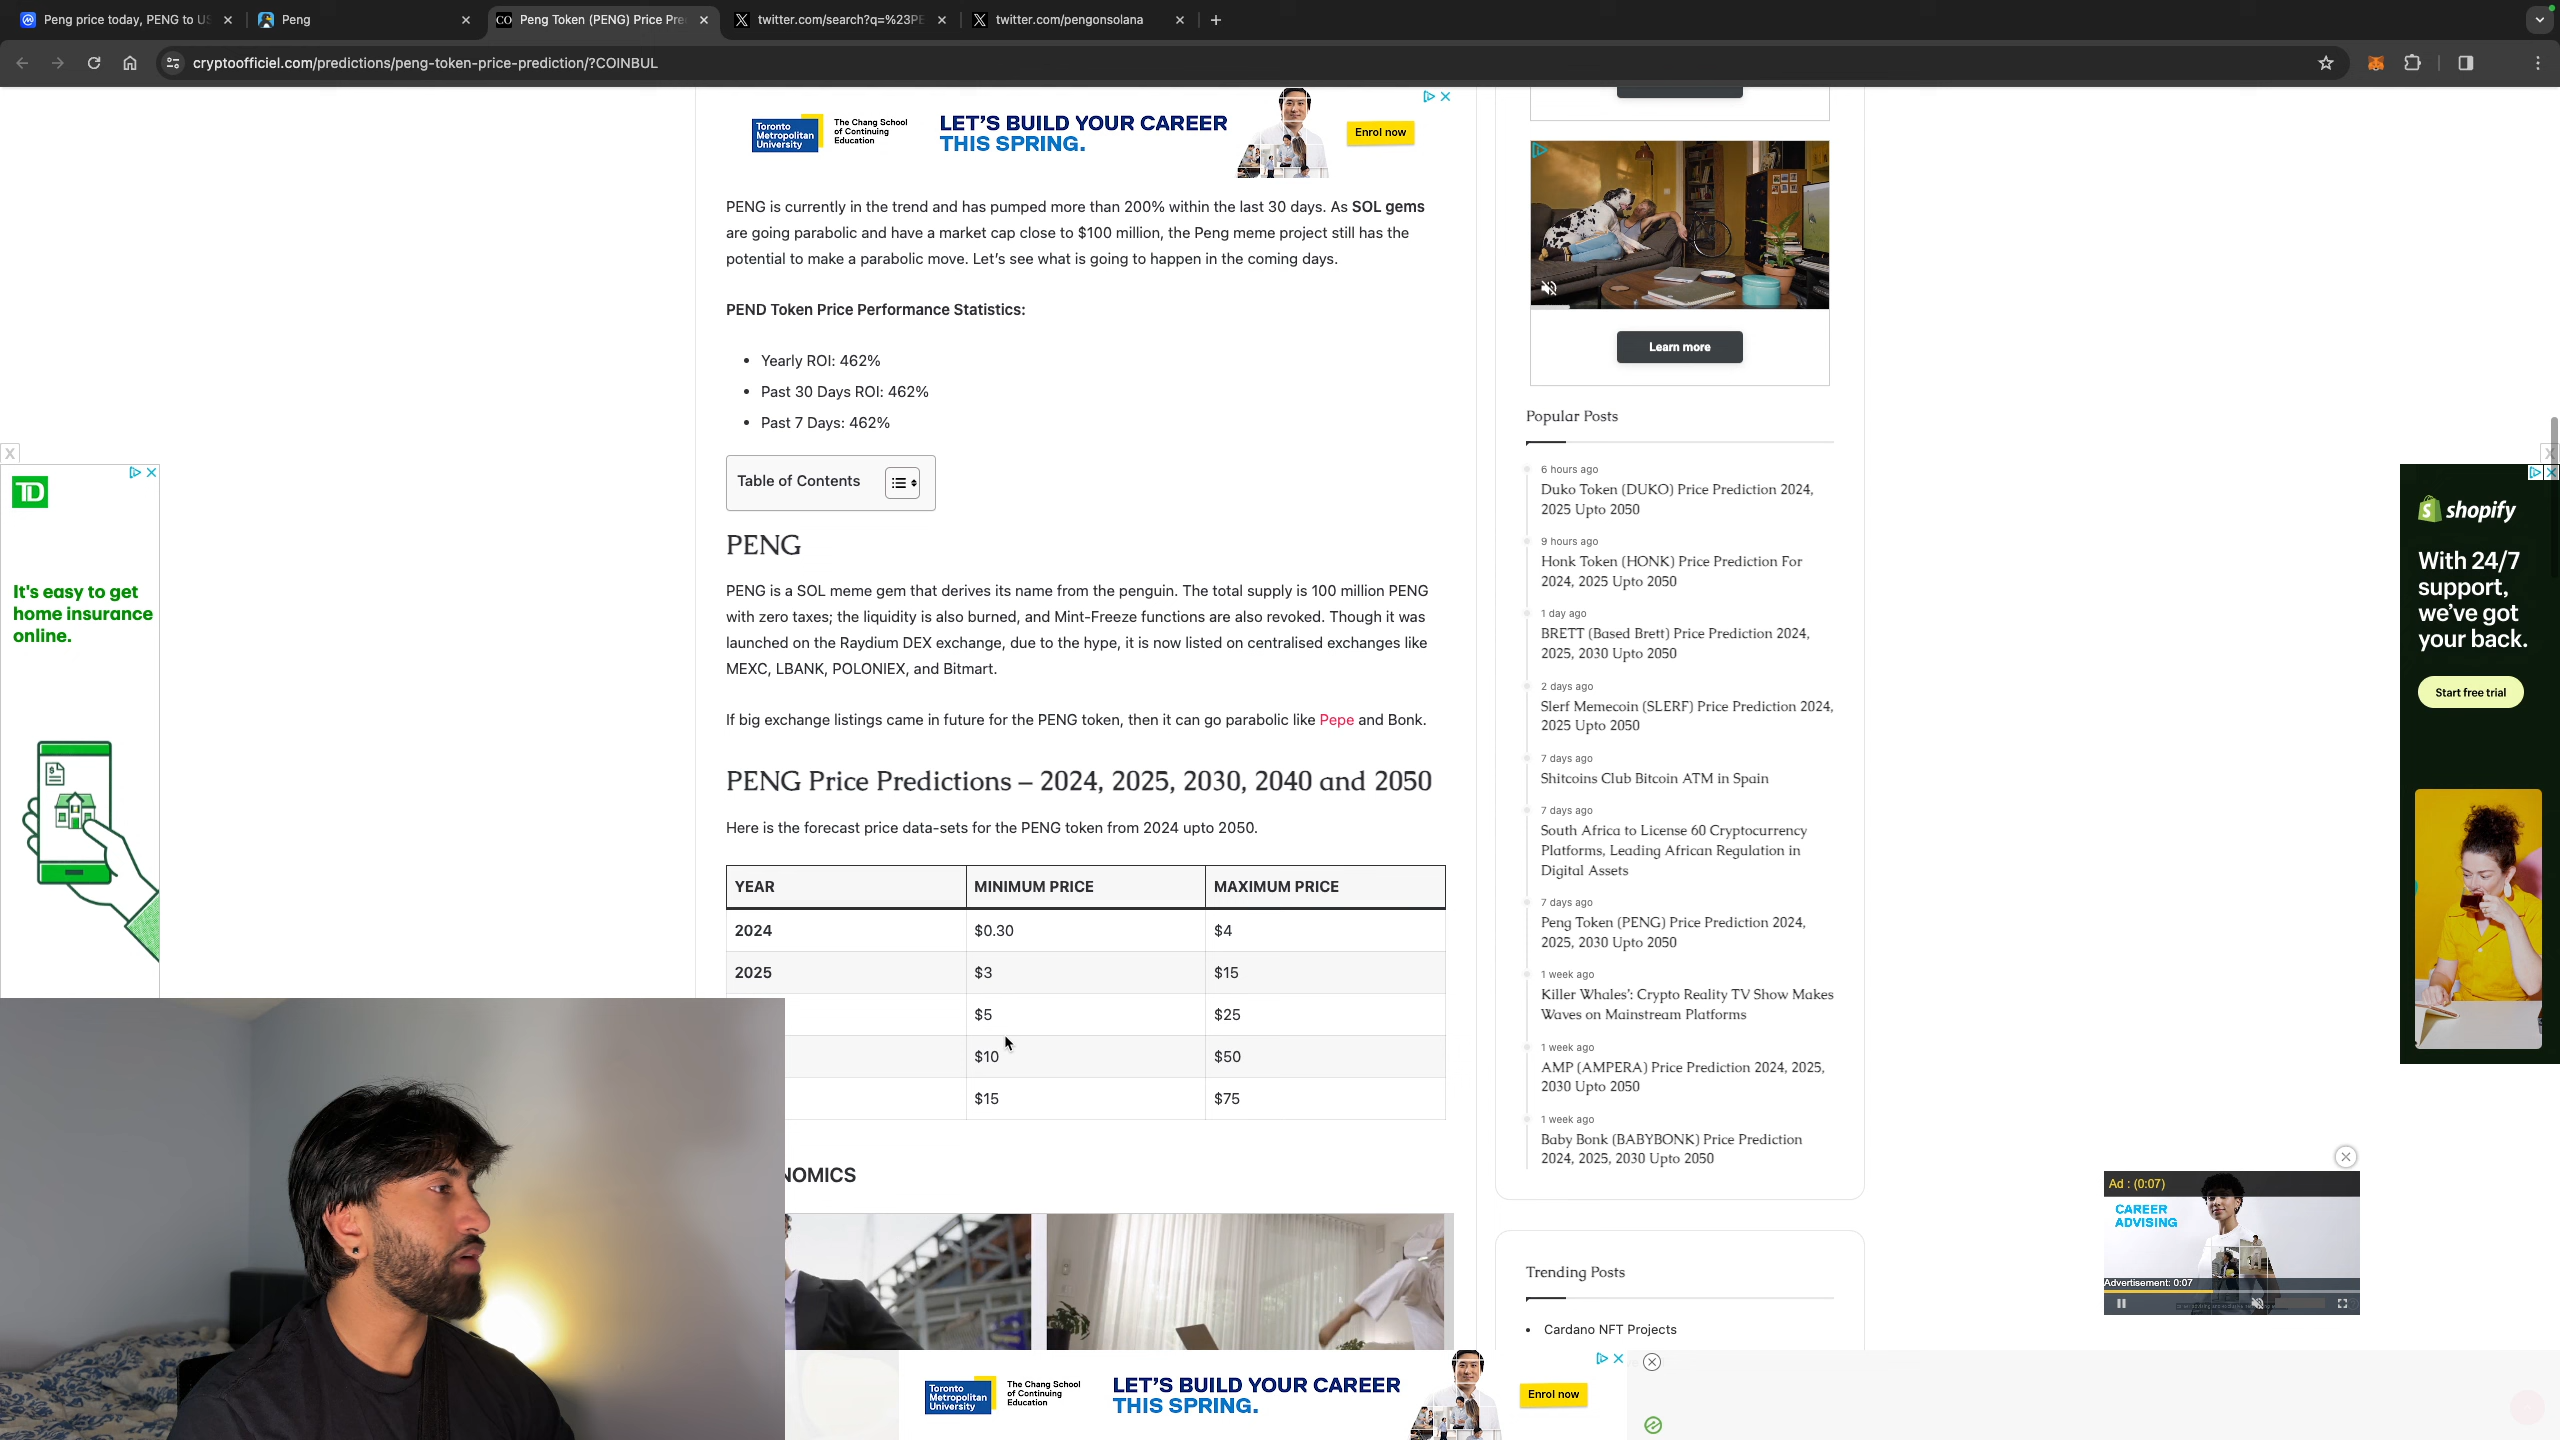 Peng price today, PENG to US
Peng
CO Peng Token (PENG) Price Pre
twitter.com/search?q=%23PE
twitter.com/pengonsolana
cryptoofficiel.com/predictions/peng-token-price-prediction/?COINBUL
Toronto
Metropolitan
University
The Chang School
of Continuing
Education
LET'S BUILD YOUR CAREER
THIS SPRING.
Enrol now
PENG is currently in the trend and has pumped more than 200% within the last 30 days. As SOL gems
are going parabolic and have a market cap close to $100 million, the Peng meme project still has the
potential to make a parabolic move. Let's see what is going to happen in the coming days.
PEND Token Price Performance Statistics:
• Yearly ROI: 462%
• Past 30 Days ROI: 462%
• Past 7 Days: 462%
Table of Contents
PENG
PENG is a SOL meme gem that derives its name from the penguin. The total supply is 100 million PENG
with zero taxes; the liquidity is also burned, and Mint-Freeze functions are also revoked. Though it was
launched on the Raydium DEX exchange, due to the hype, it is now listed on centralised exchanges like
MEXC, LBANK, POLONIEX, and Bitmart.
If big exchange listings came in future for the PENG token, then it can go parabolic like Pepe and Bonk.
PENG Price Predictions – 2024, 2025, 2030, 2040 and 2050
Here is the forecast price data-sets for the PENG token from 2024 upto 2050.
YEAR MINIMUM PRICE MAXIMUM PRICE
2024 $0.30 $4
2025 $3 $15
$5 $25
$10 $50
$15 $75
NOMICS
Learn more
Popular Posts
6 hours ago
Duko Token (DUKO) Price Prediction 2024,
2025 Upto 2050
9 hours ago
Honk Token (HONK) Price Prediction For
2024, 2025 Upto 2050
1 day ago
BRETT (Based Brett) Price Prediction 2024,
2025, 2030 Upto 2050
2 days ago
Slerf Memecoin (SLERF) Price Prediction 2024,
2025 Upto 2050
7 days ago
Shitcoins Club Bitcoin ATM in Spain
7 days ago
South Africa to License 60 Cryptocurrency
Platforms, Leading African Regulation in
Digital Assets
7 days ago
Peng Token (PENG) Price Prediction 2024,
2025, 2030 Upto 2050
1 week ago
Killer Whales': Crypto Reality TV Show Makes
Waves on Mainstream Platforms
1 week ago
AMP (AMPERA) Price Prediction 2024, 2025,
2030 Upto 2050
1 week ago
Baby Bonk (BABYBONK) Price Prediction
2024, 2025, 2030 Upto 2050
Trending Posts
• Cardano NFT Projects
X
TD
It's easy to get
home insurance
online.
X
shopify
With 24/7
support,
we've got
your back.
Start free trial
Ad : (0:07)
CAREER
ADVISING
Advertisement: 0:07
Toronto
Metropolitan
University
The Chang School
of Continuing
Education
LET'S BUILD YOUR CAREER
THIS SPRING.
Enrol now